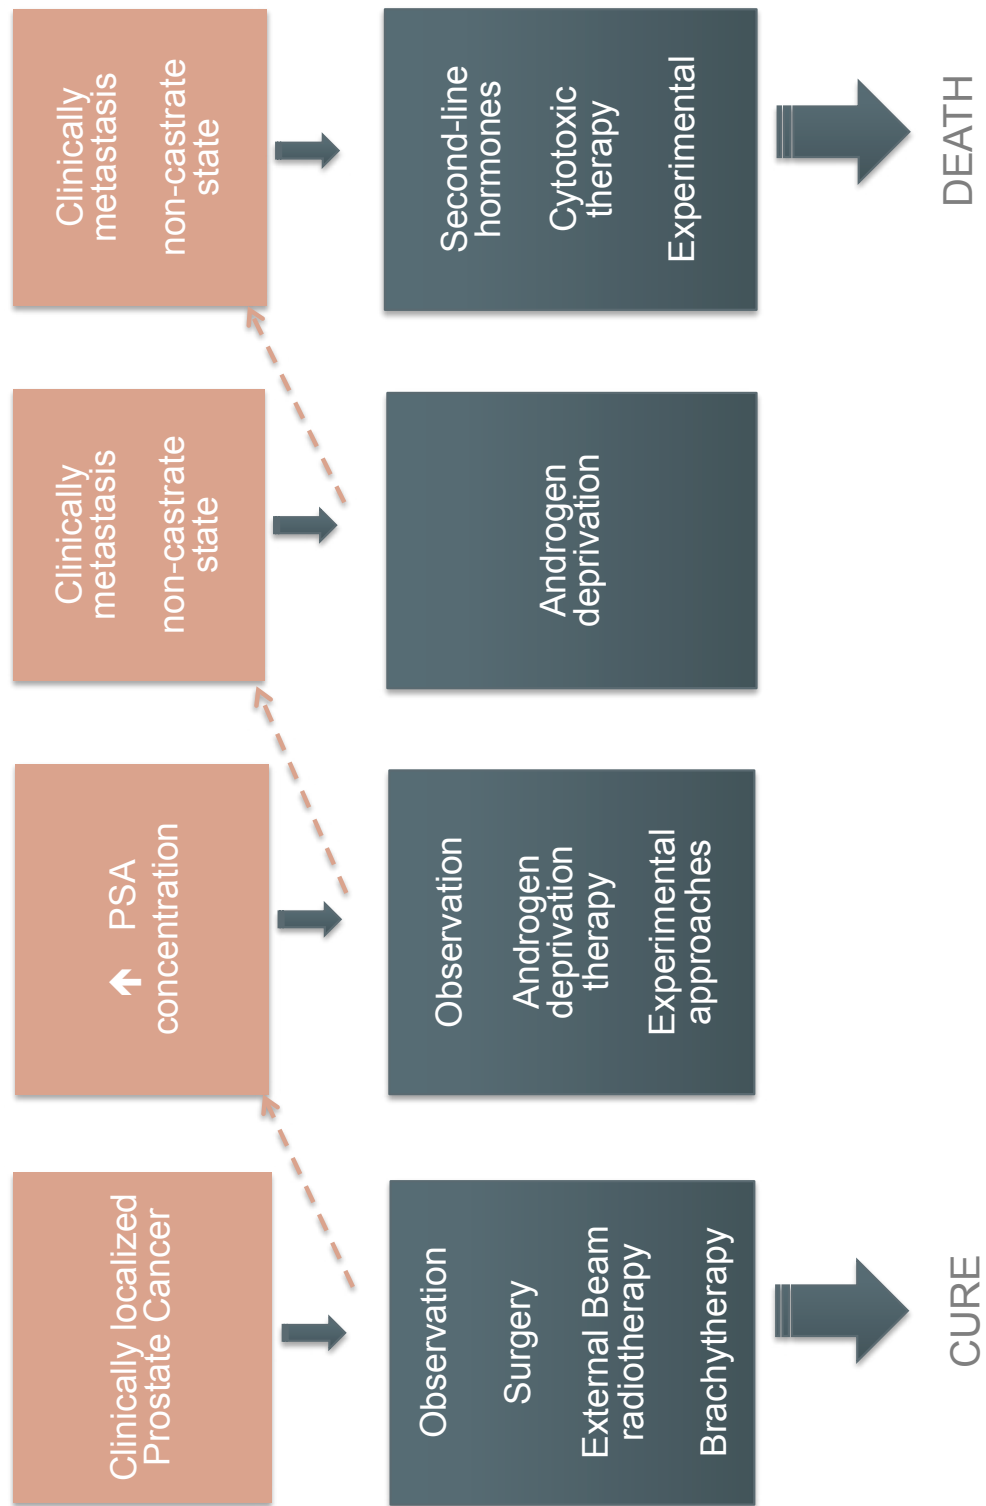 Clinically localized
Prostate Cancer
🡩 PSA
concentration
Clinically
metastasis
non-castrate
state
Clinically
metastasis
non-castrate
state
Observation
Surgery
External Beam
radiotherapy
Brachytherapy
Observation
Androgen
deprivation
therapy
Experimental
approaches
Androgen
deprivation
Second-line
hormones
Cytotoxic
therapy
Experimental
CURE
DEATH